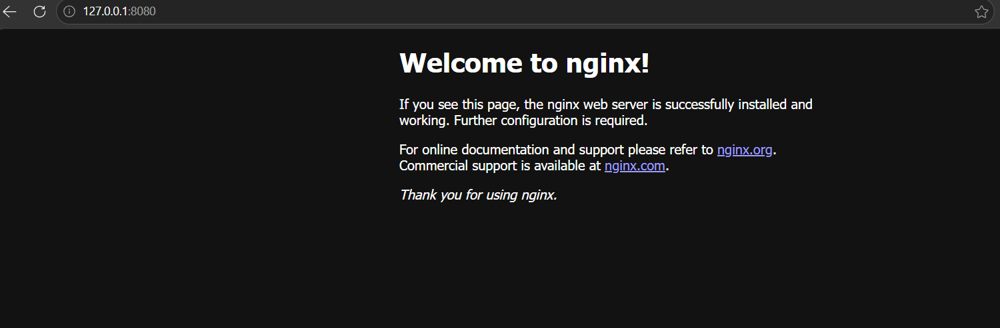 127.0.0.1:8080
Welcome to nginx!
If you see this page, the nginx web server is successfully installed and
working. Further configuration is required.
For online documentation and support please refer to nginx.org.
Commercial support is available at nginx.com.
Thank you for using nginx.